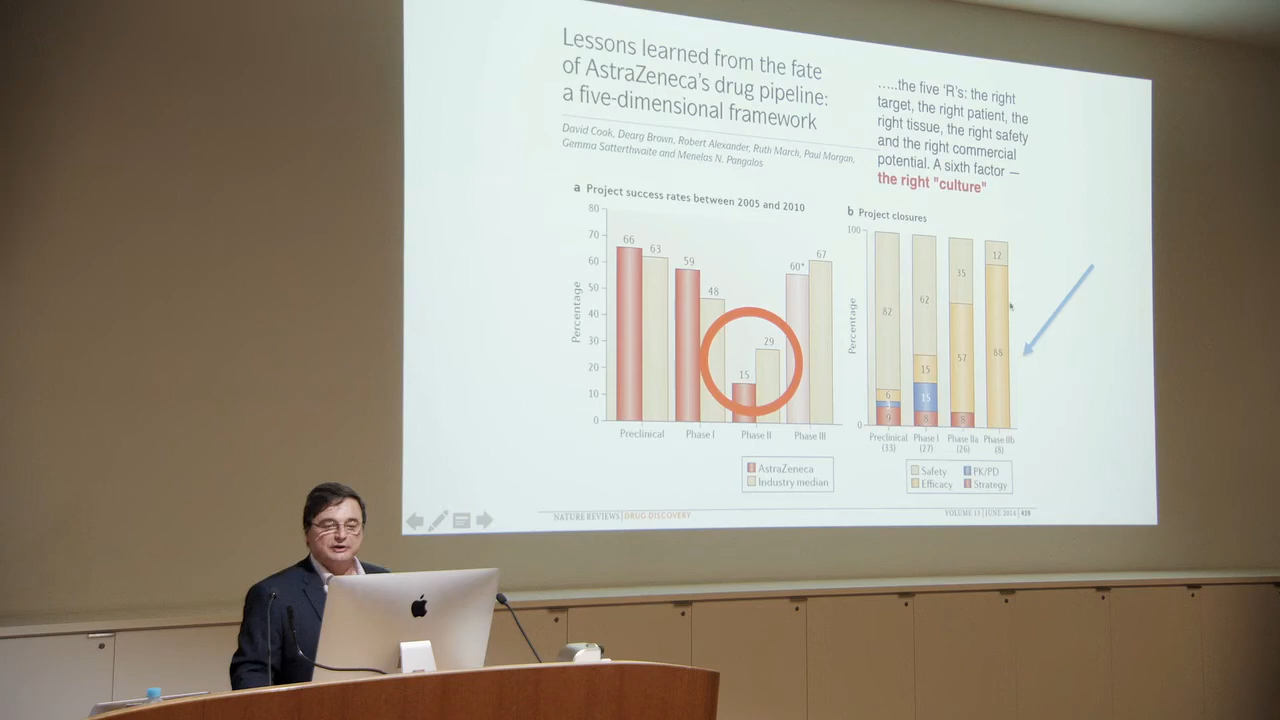 Lessons learned from the fate
of AstraZeneca's drug pipeline:
a five-dimensional framework
David Cook, Dearg Brown, Robert Alexander, Ruth March, Paul Morgan,
Gemma Satterthwaite and Menelas N. Pangalos
.....the five 'R's: the right
target, the right patient, the
right tissue, the right safety
and the right commercial
potential. A sixth factor —
the right "culture"
a Project success rates between 2005 and 2010
Percentage
80
70
60
50
40
30
20
10
0
66
63
59
48
15
29
60*
67
Preclinical
Phase I
Phase II
Phase III
AstraZeneca
Industry median
b Project closures
Percentage
100
0
82
6
9
62
15
15
8
35
57
8
12
88
Preclinical
(33)
Phase I
(27)
Phase IIa
(26)
Phase IIb
(8)
Safety
PK/PD
Efficacy
Strategy
NATURE REVIEWS | DRUG DISCOVERY
VOLUME 13 | JUNE 2014 | 419